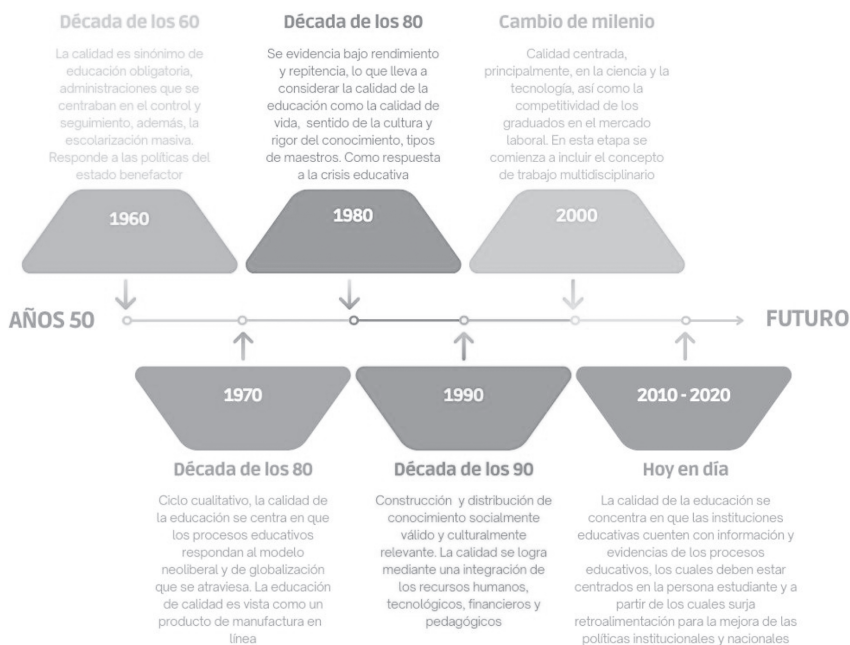 Década de los 60
La calidad es sinónimo de
educación obligatoria,
administraciones que se
centraban en el control y
seguimiento, además, la
escolarización masiva.
Responde a las políticas del
estado benefactor
1960
Década de los 80
Se evidencia bajo rendimiento
y repitencia, lo que lleva a
considerar la calidad de la
educación como la calidad de
vida, sentido de la cultura y
rigor del conocimiento, tipos
de maestros. Como respuesta
a la crisis educativa
1980
Cambio de milenio
Calidad centrada,
principalmente, en la ciencia y la
tecnología, así como la
competitividad de los
graduados en el mercado
laboral. En esta etapa se
comienza a incluir el concepto
de trabajo multidisciplinario
2000
AÑOS 50
FUTURO
1970
Década de los 80
Ciclo cualitativo, la calidad de
la educación se centra en que
los procesos educativos
respondan al modelo
neoliberal y de globalización
que se atraviesa. La educación
de calidad es vista como un
producto de manufactura en
línea
1990
Década de los 90
Construcción y distribución de
conocimiento socialmente
válido y culturalmente
relevante. La calidad se logra
mediante una integración de
los recursos humanos,
tecnológicos, financieros y
pedagógicos
2010 - 2020
Hoy en día
La calidad de la educación se
concentra en que las instituciones
educativas cuenten con información y
evidencias de los procesos
educativos, los cuales deben estar
centrados en la persona estudiante y a
partir de los cuales surja
retroalimentación para la mejora de las
políticas institucionales y nacionales